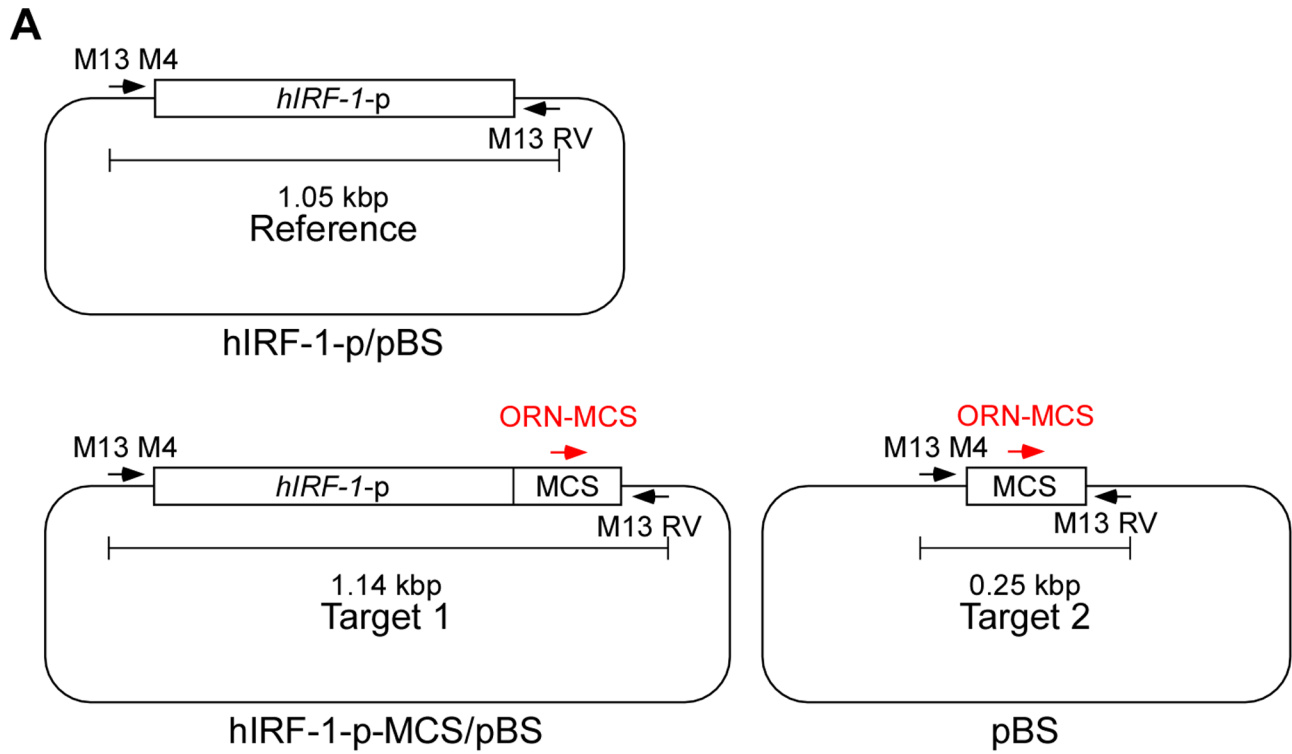 A
M13 M4
hIRF-1-p
M13 RV
1.05 kbp
Reference
hIRF-1-p/pBS
ORN-MCS
M13 M4
hIRF-1-p
MCS
M13 RV
1.14 kbp
Target 1
hIRF-1-p-MCS/pBS
ORN-MCS
M13 M4
MCS
M13 RV
0.25 kbp
Target 2
pBS